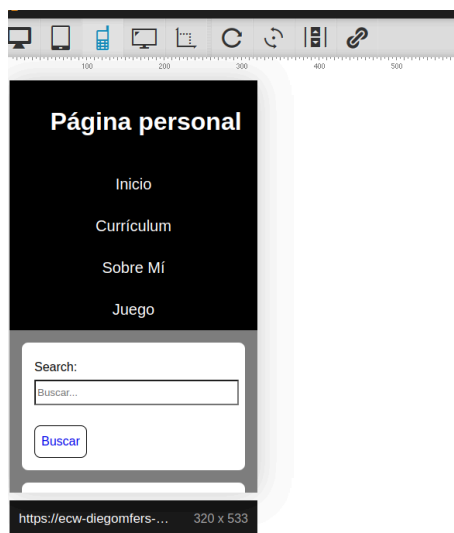 100 200 300 400 500
Página personal
Inicio
Currículum
Sobre Mí
Juego
Search:
Buscar...
Buscar
https://ecw-diegomfers-... 320 x 533